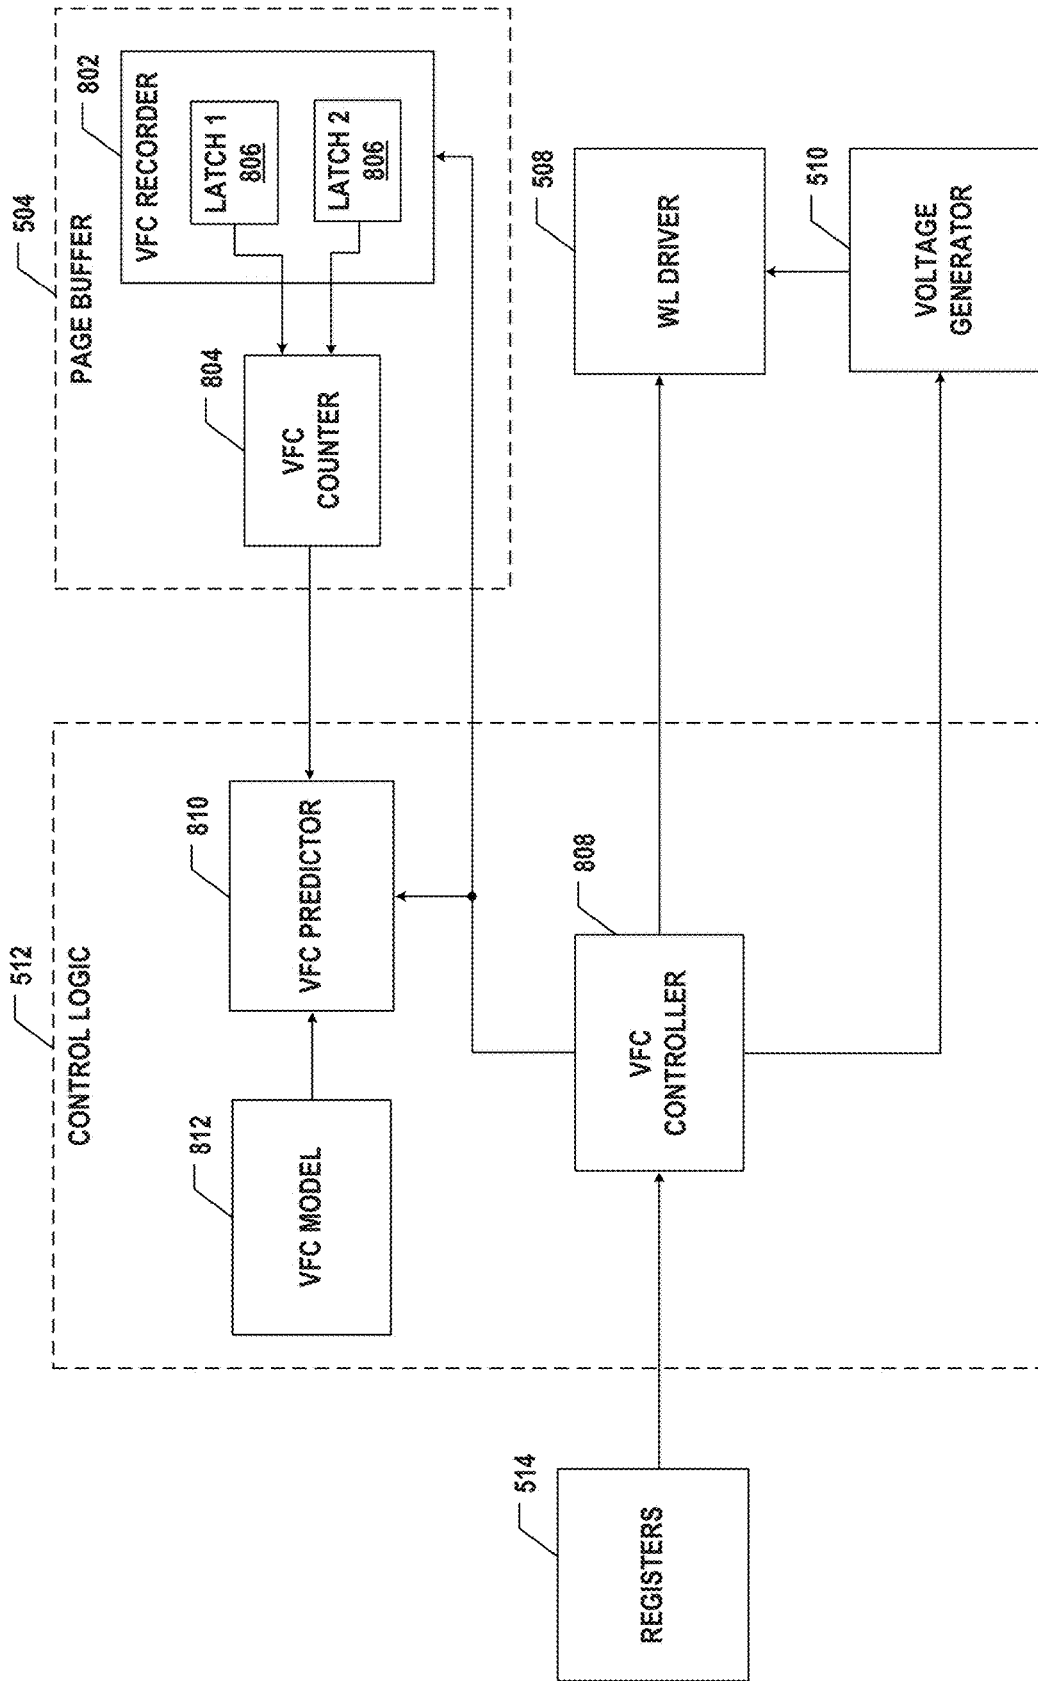 512
CONTROL LOGIC
812
VFC MODEL
810
VFC PREDICTOR
808
VFC
CONTROLLER
514
REGISTERS
504
PAGE BUFFER
804
VFC
COUNTER
802
VFC RECORDER
LATCH 1
806
LATCH 2
806
508
WL DRIVER
510
VOLTAGE
GENERATOR